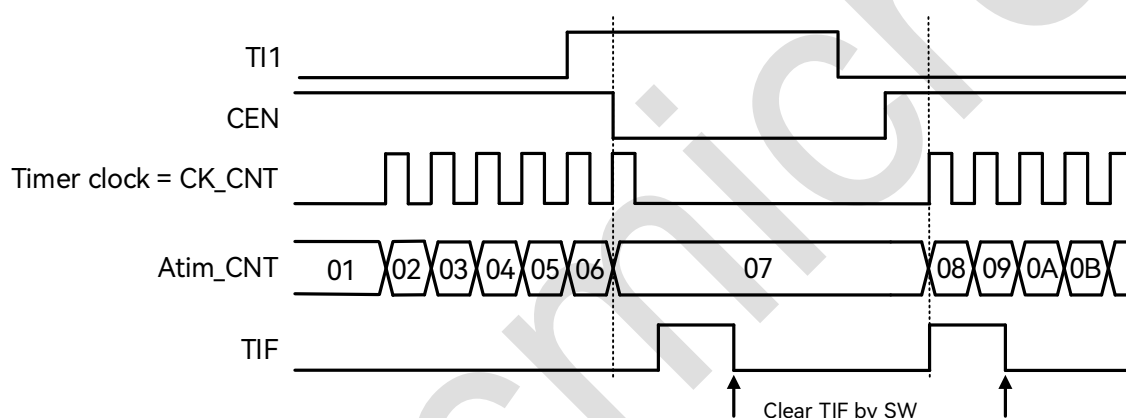 TI1
CEN
Timer clock = CK_CNT
Atim_CNT 01 02 03 04 05 06 07 08 09 0A 0B
TIF
Clear TIF by SW